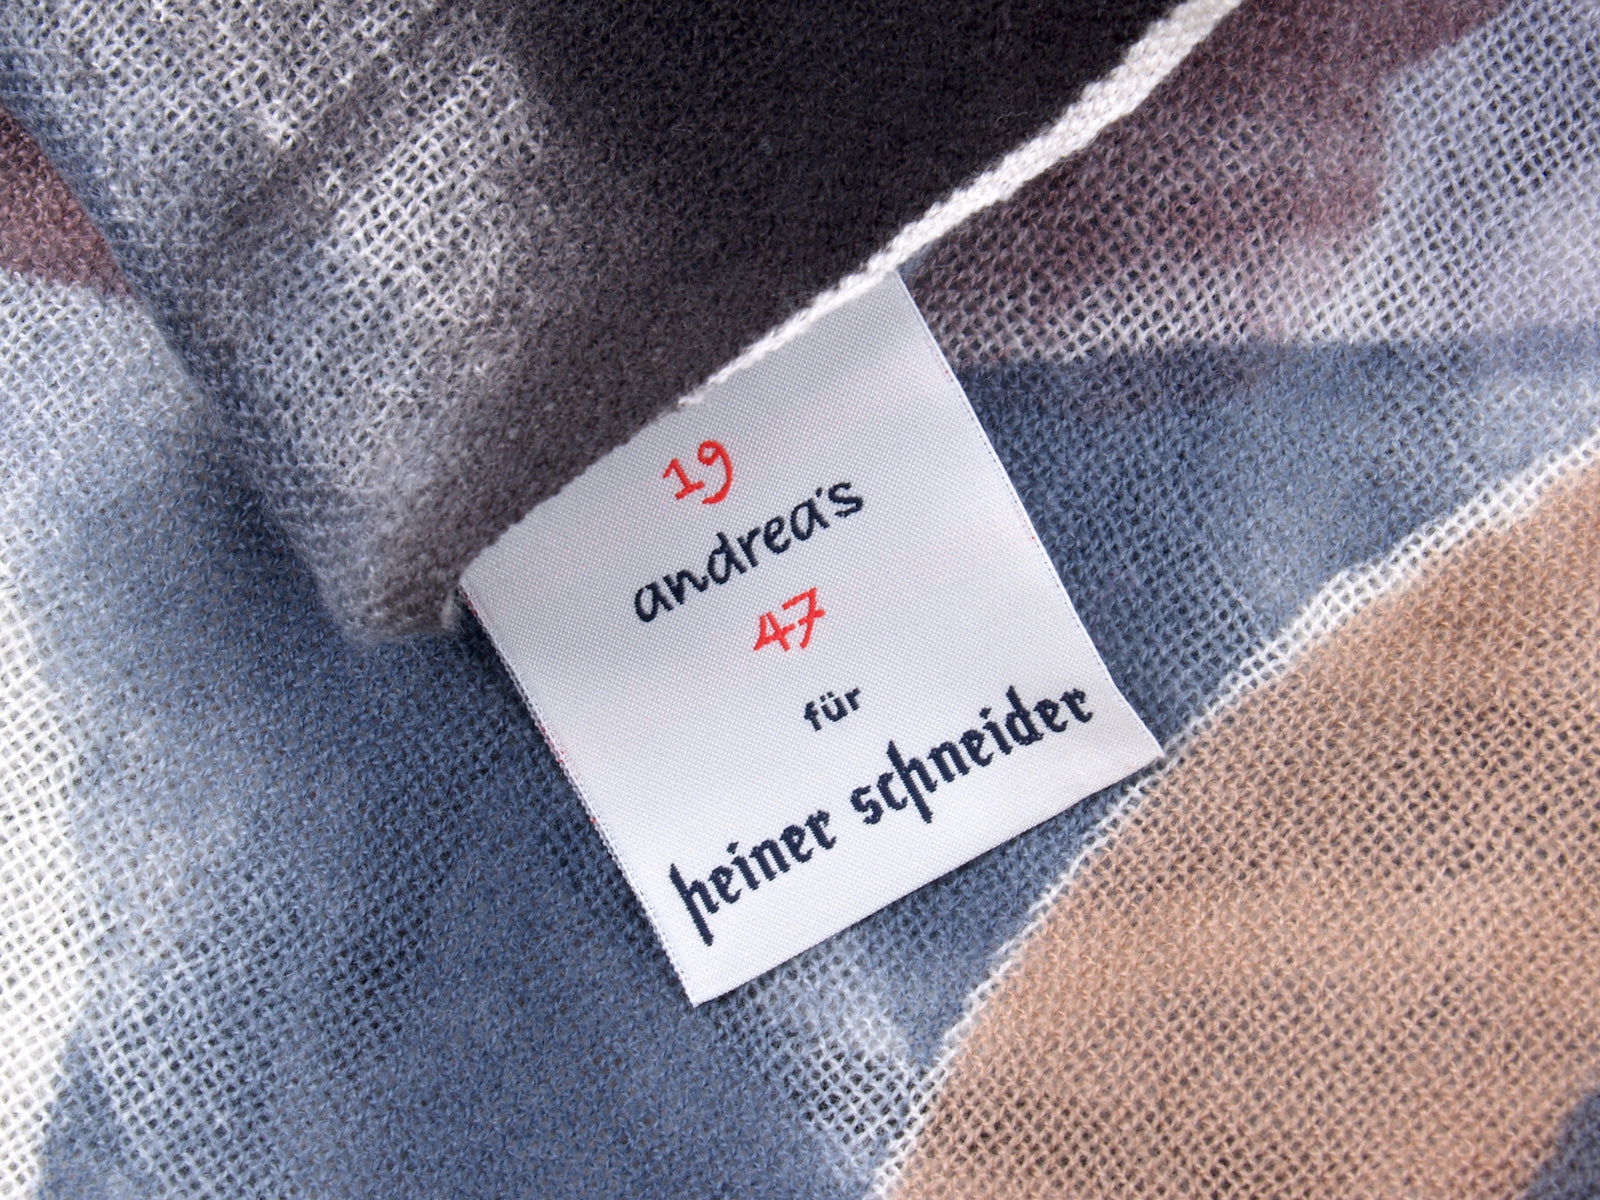 19
andrea's
47
für
heiner schneider